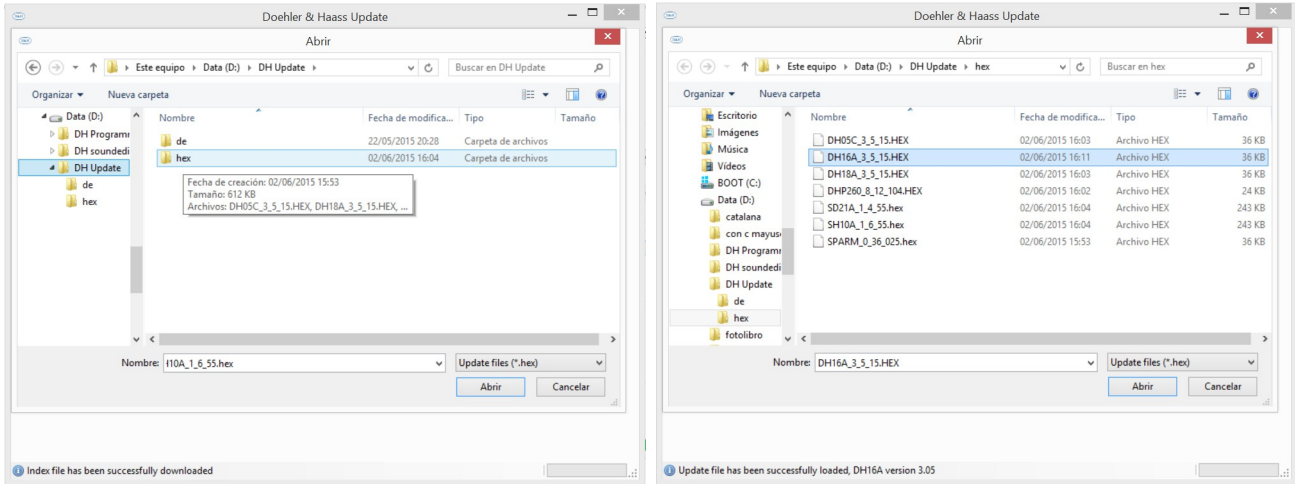 Doehler & Haass Update
Abrir
Este equipo Data (D:) DH Update
Buscar en DH Update
Organizar Nueva carpeta
Data (D:)
DH Programı
DH soundedi
DH Update
de
hex
Nombre Fecha de modifica... Tipo Tamaño
de 22/05/2015 20:28 Carpeta de archivos
hex 02/06/2015 16:04 Carpeta de archivos
Fecha de creación: 02/06/2015 15:53
Tamaño: 612 KB
Archivos: DH05C_3_5_15.HEX, DH18A_3_5_15.HEX, ...
Nombre: I10A_1_6_55.hex Update files (*.hex)
Abrir Cancelar
Index file has been successfully downloaded
Doehler & Haass Update
Abrir
Este equipo Data (D:) DH Update hex
Buscar en hex
Organizar Nueva carpeta
Escritorio
Imágenes
Música
Vídeos
BOOT (C:)
Data (D:)
catalana
con c mayus
DH Programı
DH soundedi
DH Update
de
hex
fotolibro
Nombre Fecha de modifica... Tipo Tamaño
DH05C_3_5_15.HEX 02/06/2015 16:03 Archivo HEX 36 KB
DH16A_3_5_15.HEX 02/06/2015 16:11 Archivo HEX 36 KB
DH18A_3_5_15.HEX 02/06/2015 16:03 Archivo HEX 36 KB
DHP260_8_12_104.HEX 02/06/2015 16:02 Archivo HEX 24 KB
SD21A_1_4_55.hex 02/06/2015 16:04 Archivo HEX 243 KB
SH10A_1_6_55.hex 02/06/2015 16:04 Archivo HEX 243 KB
SPARM_0_36_025.hex 02/06/2015 15:53 Archivo HEX 36 KB
Nombre: DH16A_3_5_15.HEX Update files (*.hex)
Abrir Cancelar
Update file has been successfully loaded, DH16A version 3.05